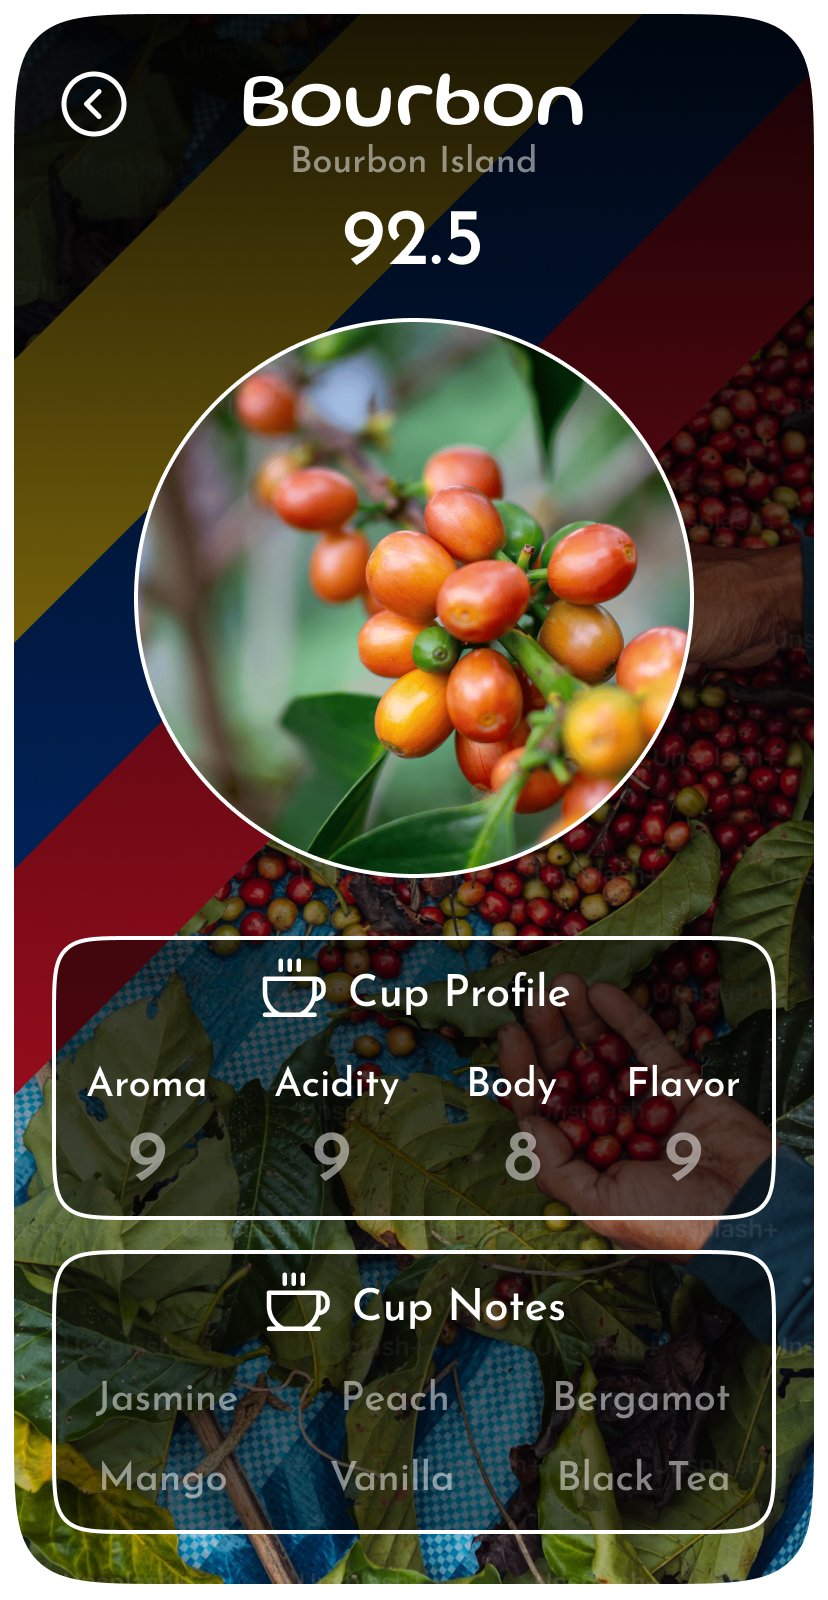 Bourbon
Bourbon Island
92.5
Cup Profile
Aroma Acidity Body Flavor
9 9 8 9
Cup Notes
Jasmine Peach Bergamot
Mango Vanilla Black Tea
Unsplash+